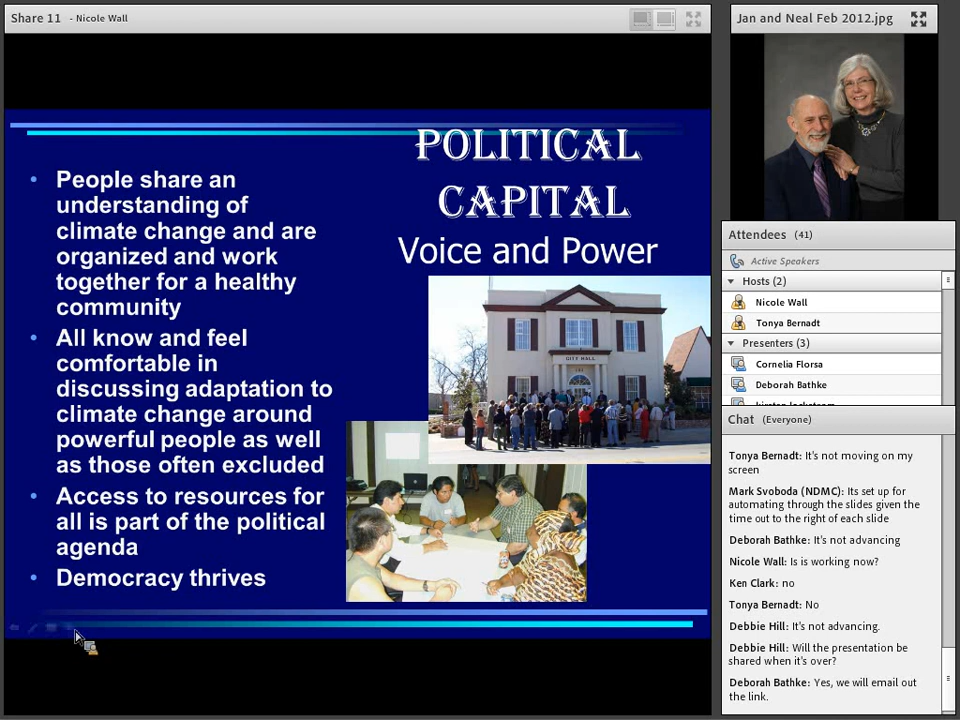 Share 11 - Nicole Wall
POLITICAL
CAPITAL
Voice and Power
• People share an
understanding of
climate change and are
organized and work
together for a healthy
community
• All know and feel
comfortable in
discussing adaptation to
climate change around
powerful people as well
as those often excluded
• Access to resources for
all is part of the political
agenda
• Democracy thrives
CITY HALL
Jan and Neal Feb 2012.jpg
Attendees (41)
Active Speakers
Hosts (2)
Nicole Wall
Tonya Bernadt
Presenters (3)
Cornelia Florsa
Deborah Bathke
Chat (Everyone)
Tonya Bernadt: It's not moving on my
screen
Mark Svoboda (NDMC): Its set up for
automating through the slides given the
time out to the right of each slide
Deborah Bathke: It's not advancing
Nicole Wall: Is is working now?
Ken Clark: no
Tonya Bernadt: No
Debbie Hill: It's not advancing.
Debbie Hill: Will the presentation be
shared when it's over?
Deborah Bathke: Yes, we will email out
the link.